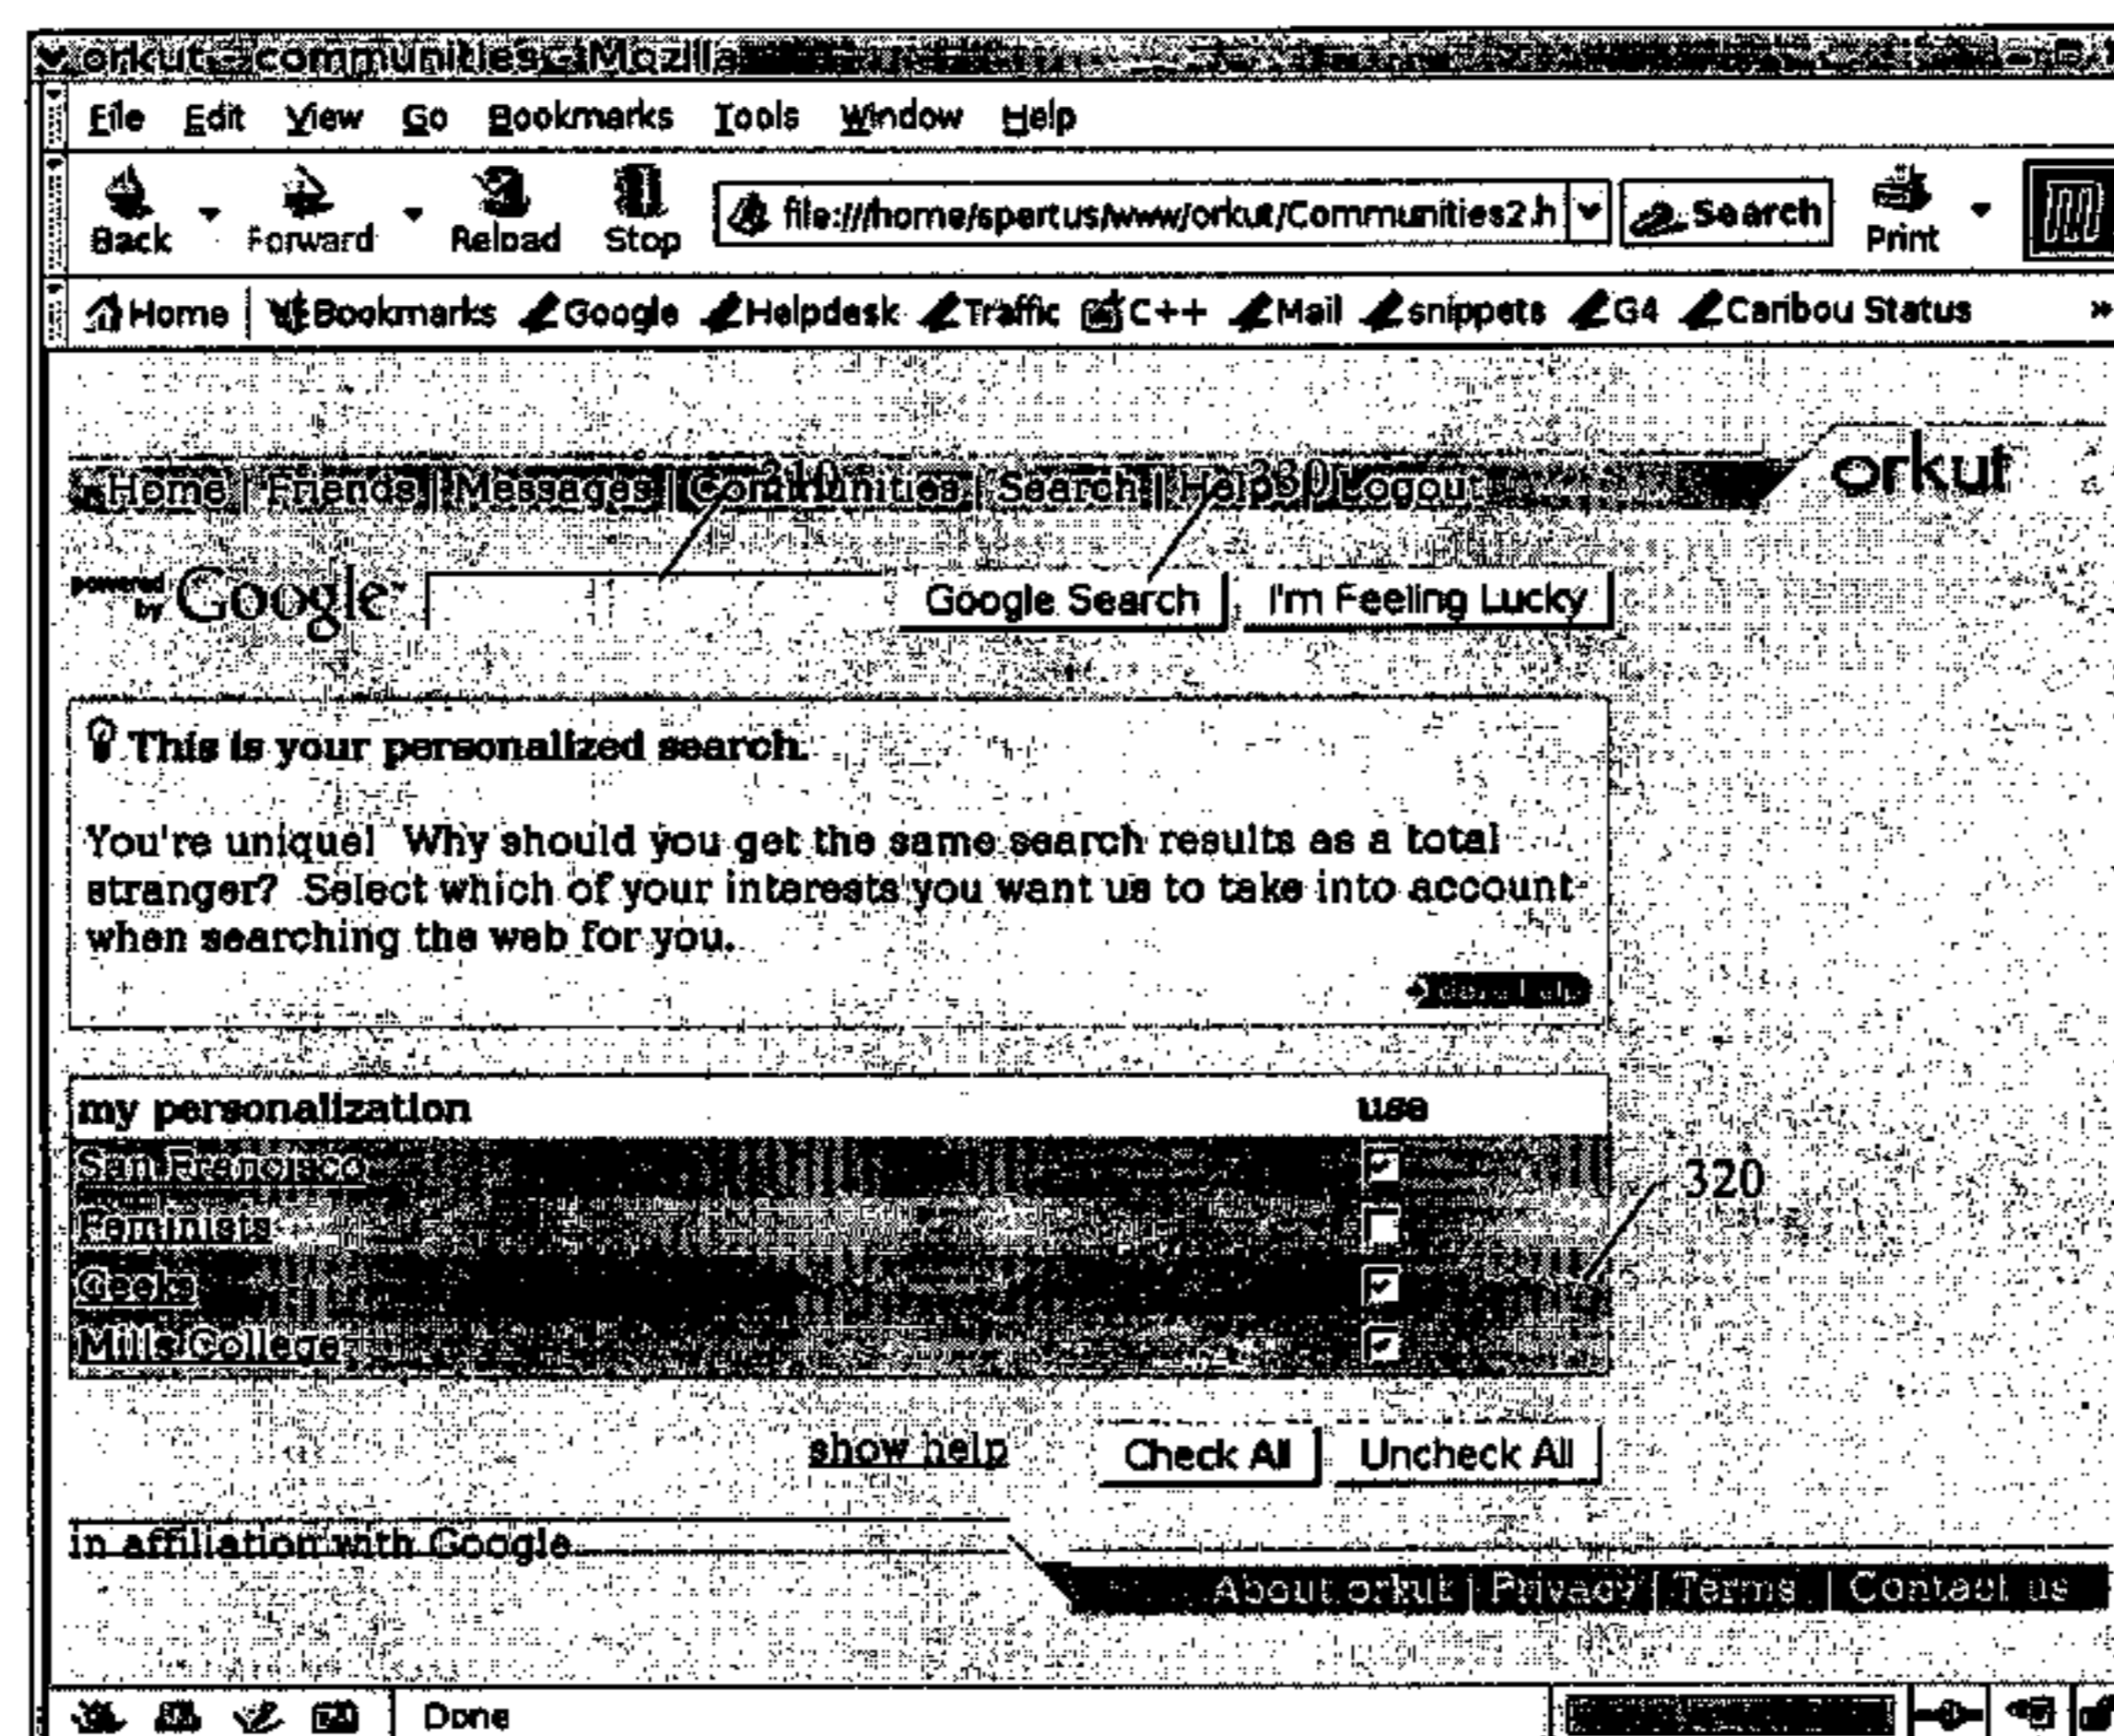 orkut - communities - Mozilla
File Edit View Go Bookmarks Tools Window Help
Back Forward Reload Stop file:///home/spertus/www/orkut/Communities2.h Search Print
Home Bookmarks Google Helpdesk Traffic C++ Mail snippets G4 Caribou Status »
orkut
Home | Friends | Messages | Communities | Search | Help | Logout
310 330
powered by Google™ Google Search I'm Feeling Lucky
This is your personalized search.
You're unique! Why should you get the same search results as a total
stranger? Select which of your interests you want us to take into account
when searching the web for you.
my personalization use
San Francisco
320
Feminists
Geeks
Mills College
show help Check All Uncheck All
in affiliation with Google
About orkut | Privacy | Terms | Contact us
Done